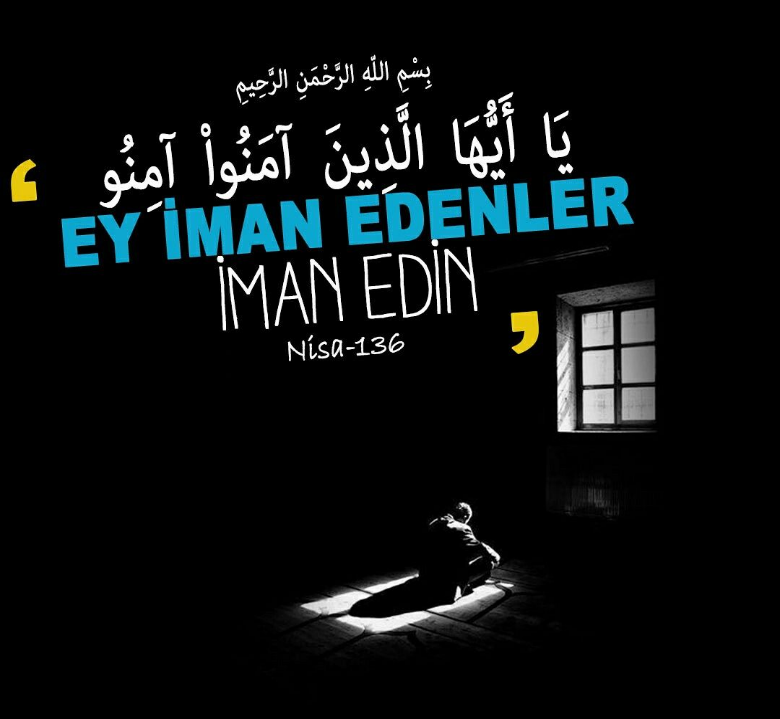 بِسْمِ اللّهِ الرَّحْمَنِ الرَّحِيمِ
يَا أَيُّهَا الَّذِينَ آمَنُواْ آمِنُو
EY İMAN EDENLER
İMAN EDİN
Nisa-136